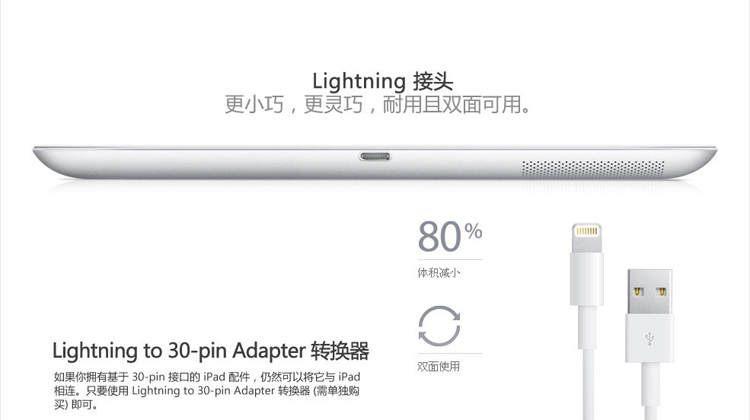 Lightning 接头
更小巧，更灵巧，耐用且双面可用。
80%
体积减小
双面使用
Lightning to 30-pin Adapter 转换器
如果你拥有基于 30-pin 接口的 iPad 配件，仍然可以将它与 iPad
相连。只要使用 Lightning to 30-pin Adapter 转换器 (需单独购
买) 即可。